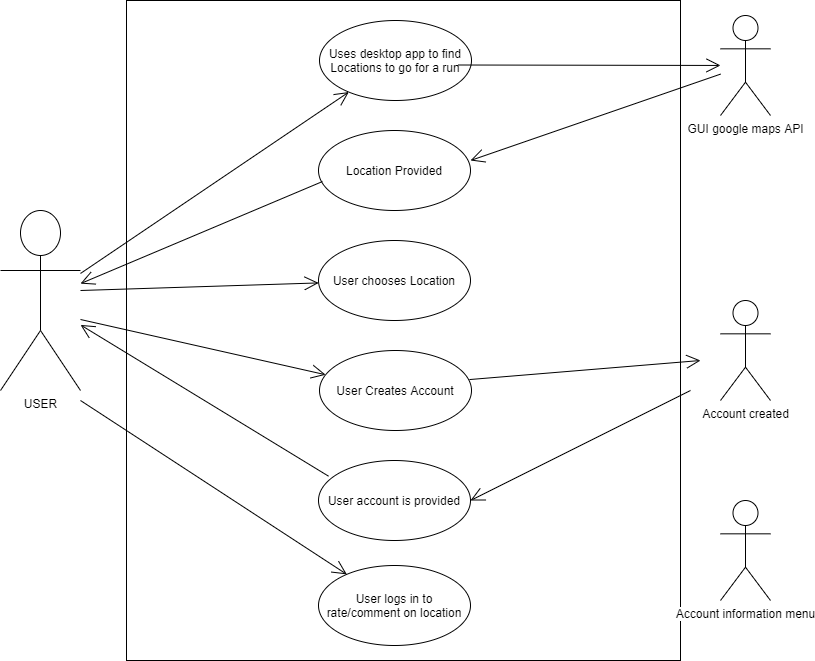 Uses desktop app to find
Locations to go for a run
GUI google maps API
Location Provided
User chooses Location
User Creates Account
USER
Account created
User account is provided
User logs in to
rate/comment on location
Account information menu